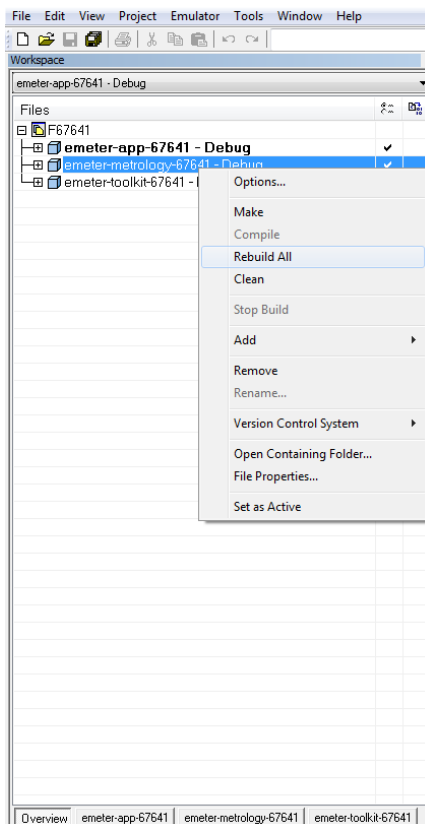 File Edit View Project Emulator Tools Window Help
Workspace
emeter-app-67641 - Debug
Files
F67641
emeter-app-67641 - Debug
emeter-metrology-67641 - Debug
emeter-toolkit-67641 -
Options...
Make
Compile
Rebuild All
Clean
Stop Build
Add
Remove
Rename...
Version Control System
Open Containing Folder...
File Properties...
Set as Active
Overview emeter-app-67641 emeter-metrology-67641 emeter-toolkit-67641